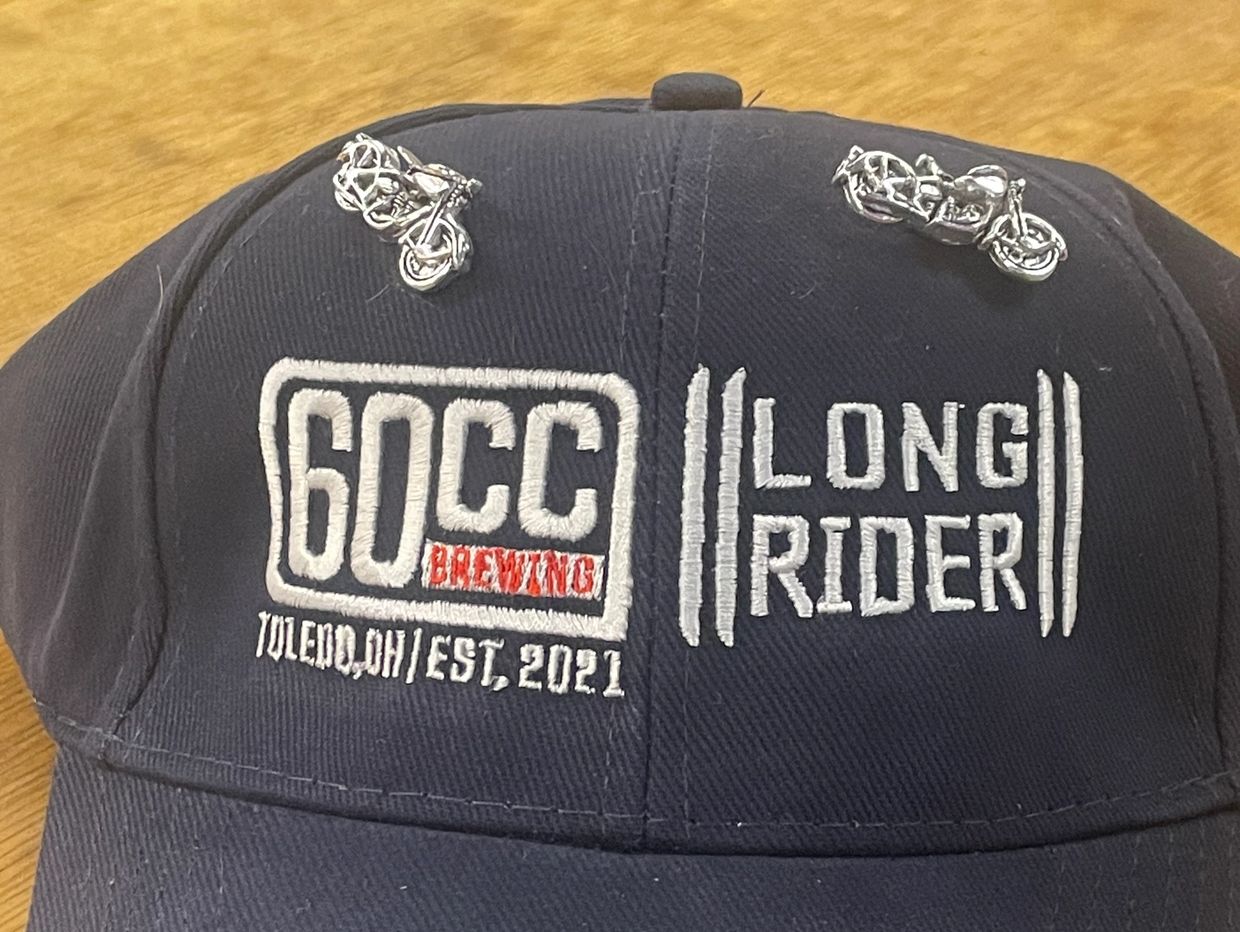 60CC
BREWING
TOLEDO, OH / EST, 2021
LONG
RIDER